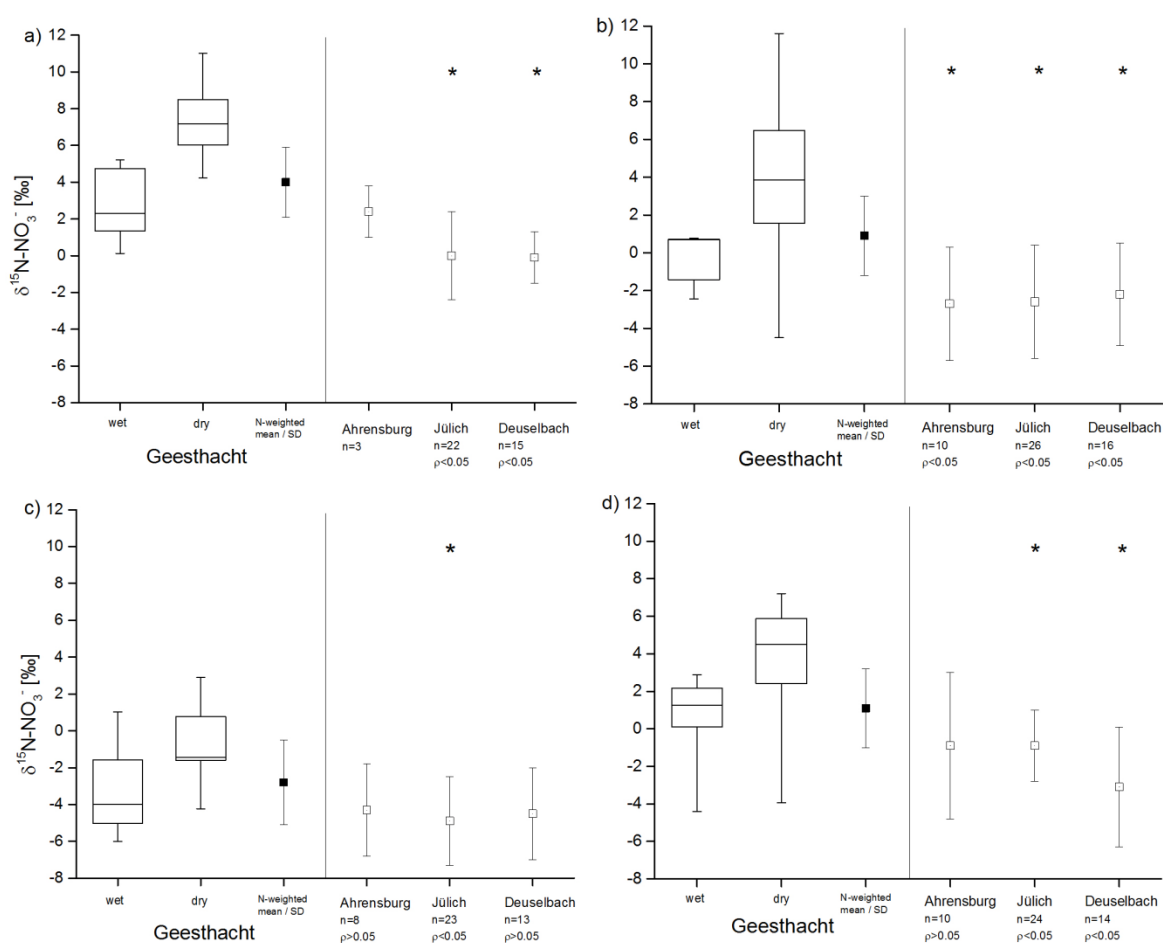 a)
12
10
8
6
4
2
0
-2
-4
-6
-8
δ¹⁵N-NO₃⁻ [‰]
* *
wet dry N-weighted mean / SD
Geesthacht
Ahrensburg Jülich Deuselbach
n=3 n=22 n=15
ρ<0.05 ρ<0.05
b)
12
10
8
6
4
2
0
-2
-4
-6
-8
* * *
wet dry N-weighted mean / SD
Geesthacht
Ahrensburg Jülich Deuselbach
n=10 n=26 n=16
ρ<0.05 ρ<0.05 ρ<0.05
c)
12
10
8
6
4
2
0
-2
-4
-6
-8
δ¹⁵N-NO₃⁻ [‰]
*
wet dry N-weighted mean / SD
Geesthacht
Ahrensburg Jülich Deuselbach
n=8 n=23 n=13
ρ>0.05 ρ<0.05 ρ>0.05
d)
12
10
8
6
4
2
0
-2
-4
-6
-8
* *
wet dry N-weighted mean / SD
Geesthacht
Ahrensburg Jülich Deuselbach
n=10 n=24 n=14
ρ>0.05 ρ<0.05 ρ<0.05